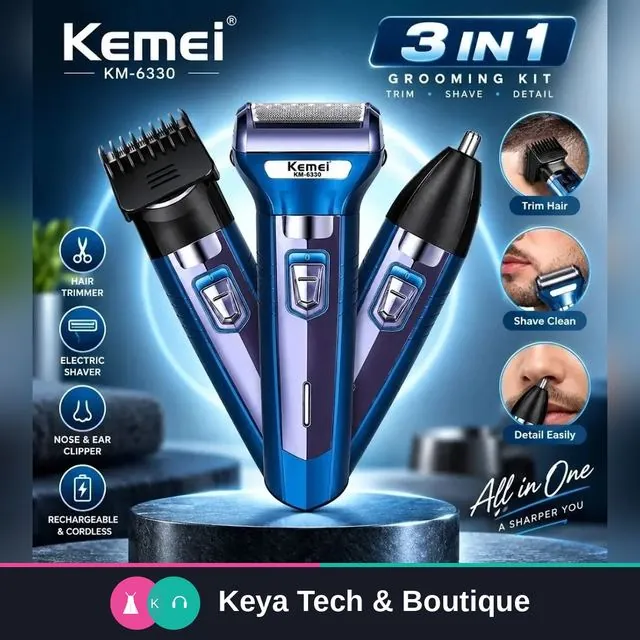 Kemei®
KM-6330
3 IN 1
GROOMING KIT
TRIM • SHAVE • DETAIL
Kemei
KM-6330
HAIR
TRIMMER
ELECTRIC
SHAVER
NOSE & EAR
CLIPPER
RECHARGEABLE
& CORDLESS
Trim Hair
Shave Clean
Detail Easily
All in One
A SHARPER YOU
K
Keya Tech & Boutique